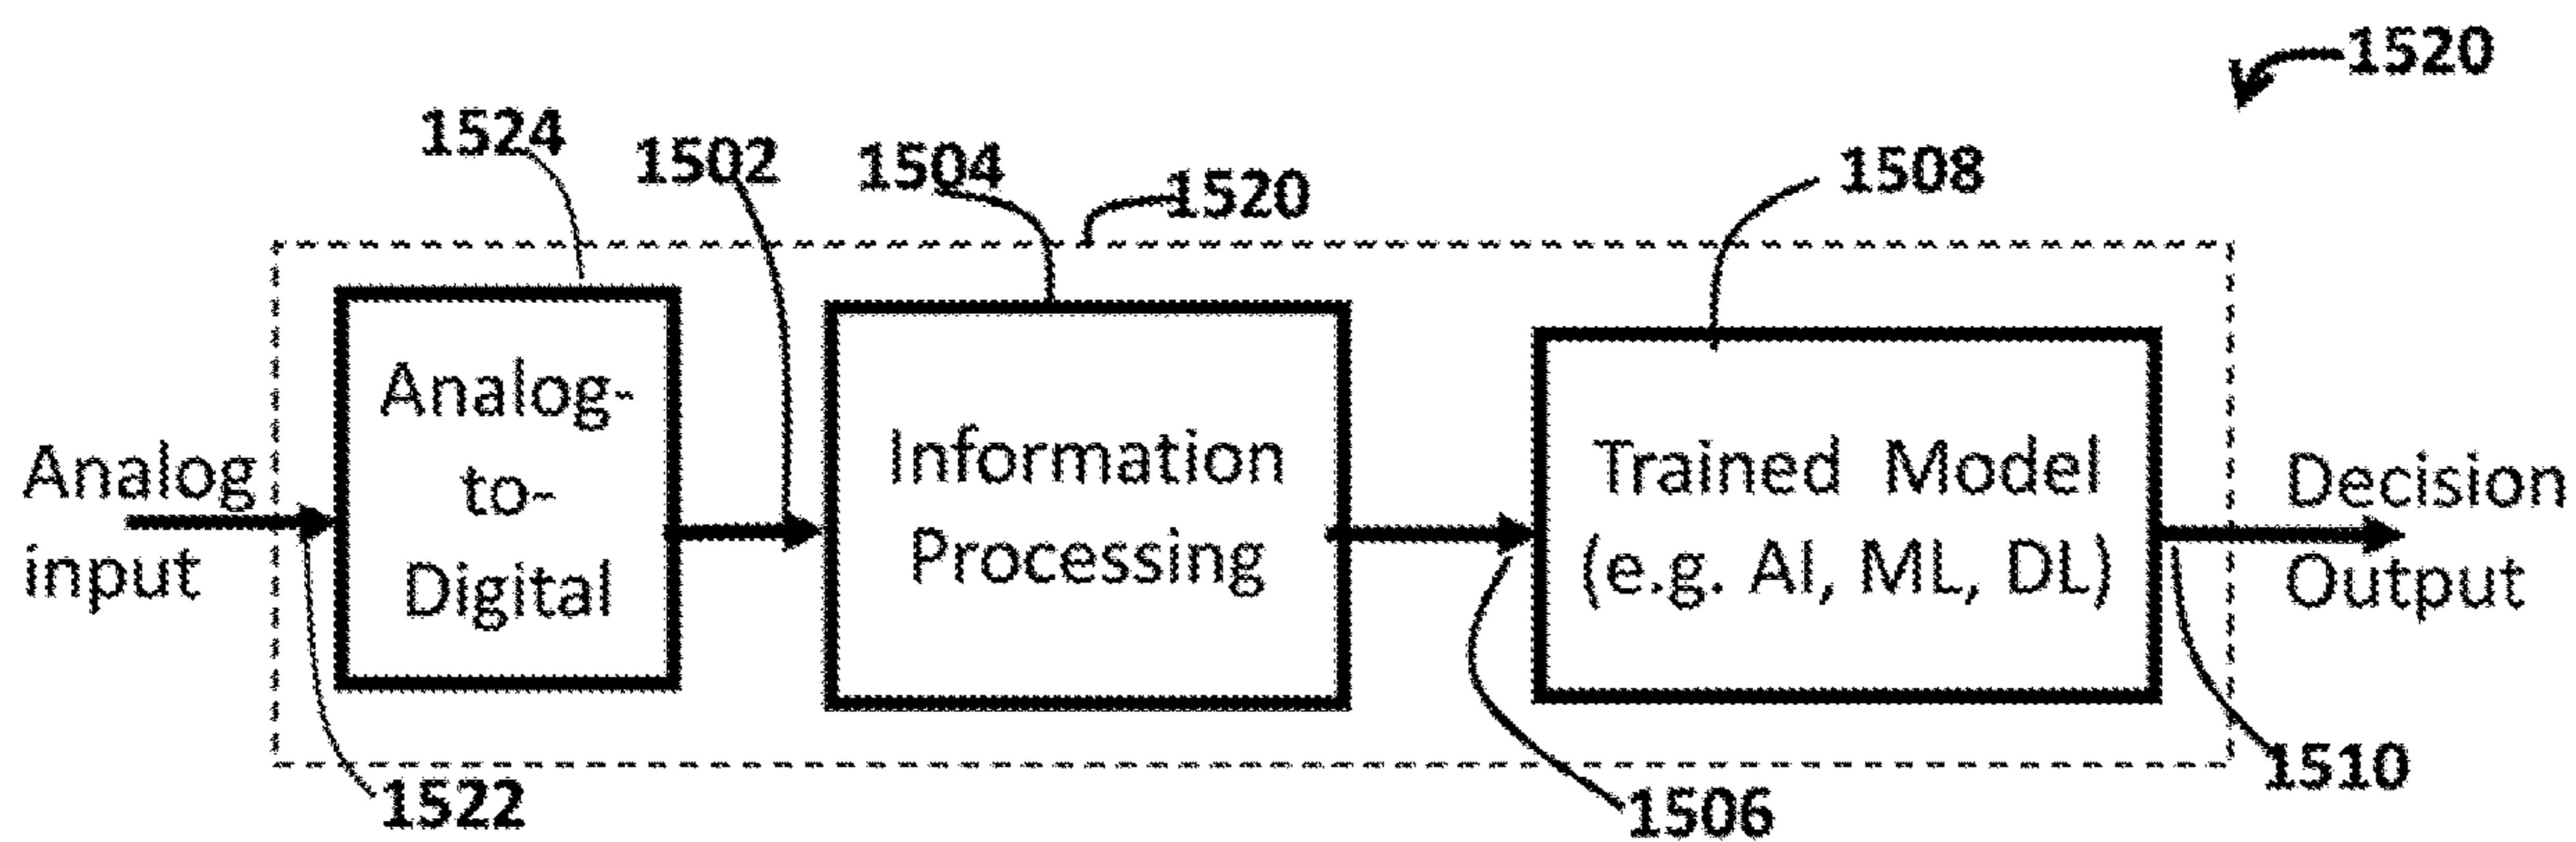 1520
1524
1502
1504
1520
1508
Analog
input
Analog-
to-
Digital
Information
Processing
Trained Model
(e.g. AI, ML, DL)
Decision
Output
1522
1506
1510